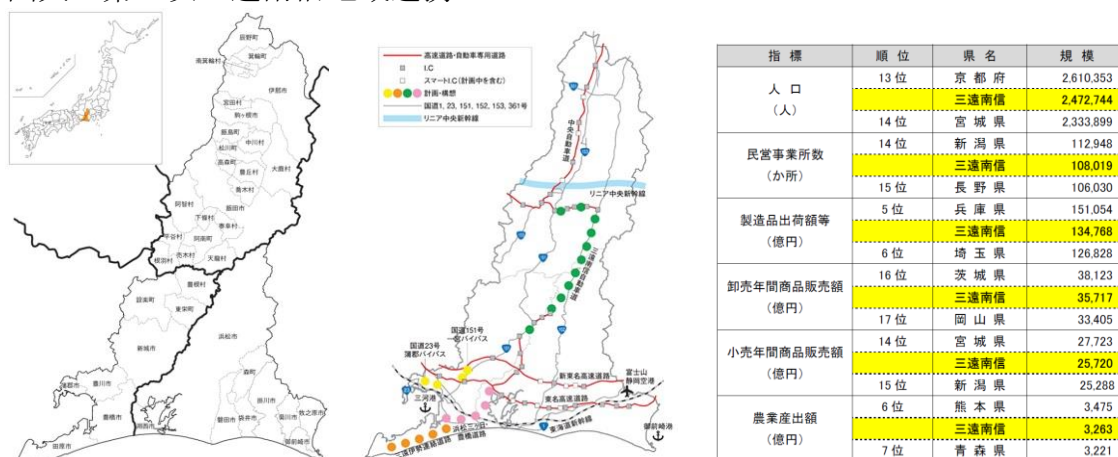 辰野町
箕輪町
南箕輪村
伊那市
宮田村
駒ヶ根市
飯島町
中川村
松川町
高森町
大鹿村
豊丘村
喬木村
阿智村
飯田市
下條村
泰阜村
平谷村
阿南町
根羽村
売木村
天龍村
豊根村
設楽町
東栄町
浜松市
新城市
森町
蒲郡市
豊川市
掛川市
豊橋市
磐田市
袋井市
菊川市
牧之原市
湖西市
田原市
御前崎市
高速道路・自動車専用道路
I.C
スマートI.C(計画中を含む)
計画・構想
国道1, 23, 151, 152, 153, 361号
リニア中央新幹線
中央自動車道
リニア中央新幹線
三遠南信自動車道
国道151号
一宮バイパス
国道23号
蒲郡バイパス
新東名高速道路
富士山
静岡空港
三河港
東名高速道路
浜松三ヶ日・
豊橋道路
東海道新幹線
御前崎港
三遠伊勢連絡道路
指標 順位 県名 規模
人口
(人)
13位 京都府 2,610,353
三遠南信 2,472,744
14位 宮城県 2,333,899
民営事業所数
(か所)
14位 新潟県 112,948
三遠南信 108,019
15位 長野県 106,030
製造品出荷額等
(億円)
5位 兵庫県 151,054
三遠南信 134,768
6位 埼玉県 126,828
卸売年間商品販売額
(億円)
16位 茨城県 38,123
三遠南信 35,717
17位 岡山県 33,405
小売年間商品販売額
(億円)
14位 宮城県 27,723
三遠南信 25,720
15位 新潟県 25,288
農業産出額
(億円)
6位 熊本県 3,475
三遠南信 3,263
7位 青森県 3,221